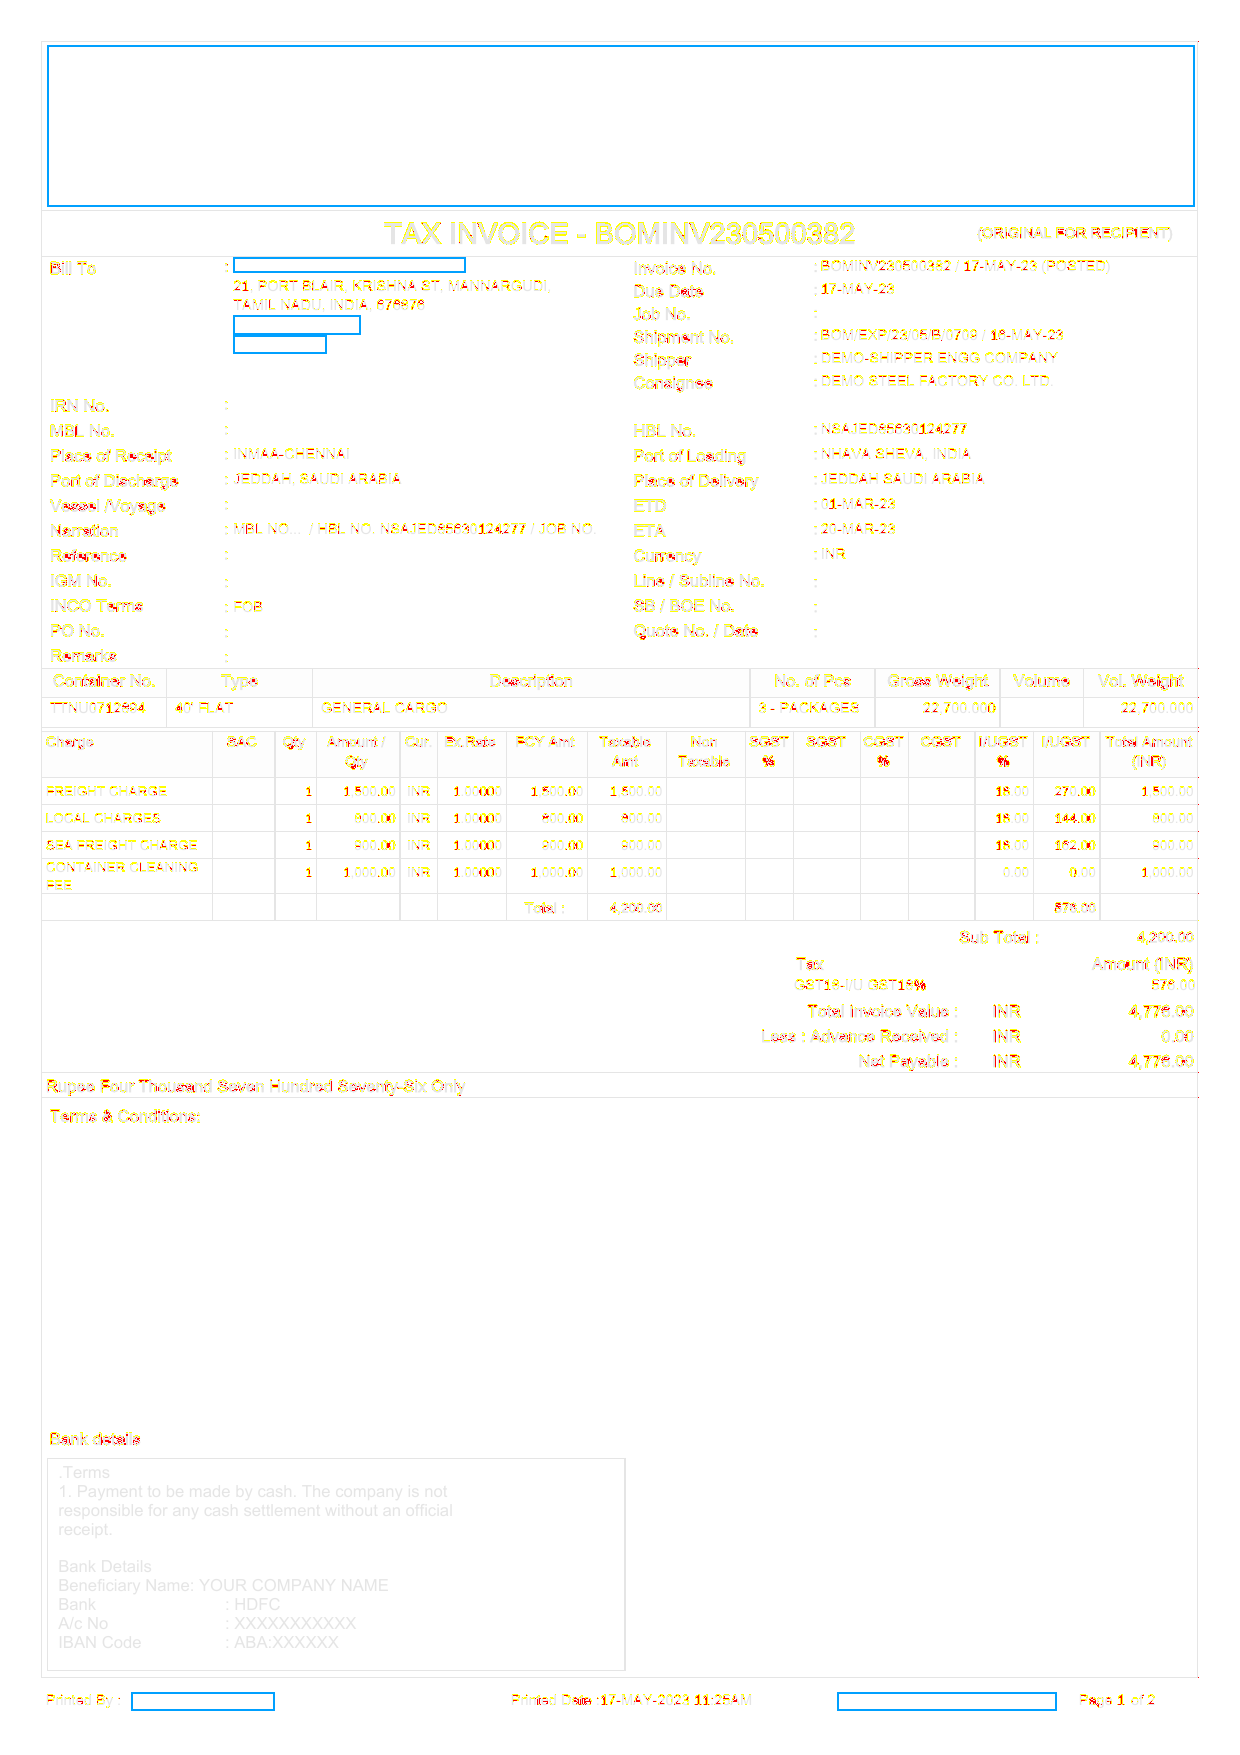 TAX INVOICE - BOMINV230500382 (ORIGINAL FOR RECIPIENT)
Bill To :
21, PORT BLAIR, KRISHNA ST, MANNARGUDI,
TAMIL NADU, INDIA, 676876
Invoice No. : BOMINV230500382 / 17-MAY-23 (POSTED)
Due Date : 17-MAY-23
Job No. :
Shipment No. : BOM/EXP/23/05/B/0709 / 16-MAY-23
Shipper : DEMO-SHIPPER ENGG COMPANY
Consignee : DEMO STEEL FACTORY CO. LTD.
IRN No. :
MBL No. : HBL No. : NSAJED65630124277
Place of Receipt : INMAA-CHENNAI Port of Loading : NHAVA SHEVA, INDIA
Port of Discharge : JEDDAH, SAUDI ARABIA Place of Delivery : JEDDAH SAUDI ARABIA
Vessel /Voyage : ETD : 01-MAR-23
Narration : MBL NO... / HBL NO. NSAJED65630124277 / JOB NO. ETA : 20-MAR-23
Reference : Currency : INR
IGM No. : Line / Subline No. :
INCO Terms : FOB SB / BOE No. :
PO No. : Quote No. / Date :
Remarks :
Container No. Type Description No. of Pcs Gross Weight Volume Vol. Weight
TTNU0712694 40' FLAT GENERAL CARGO 3 - PACKAGES 22,700.000 22,700.000
Charge SAC Qty Amount / Qty Cur. Ex.Rate FCY Amt Taxable Amt Non Taxable SGST % SGST CGST % CGST I/UGST % I/UGST Total Amount (INR)
FREIGHT CHARGE 1 1,500.00 INR 1.00000 1,500.00 1,500.00 18.00 270.00 1,500.00
LOCAL CHARGES 1 800.00 INR 1.00000 800.00 800.00 18.00 144.00 800.00
SEA FREIGHT CHARGE 1 900.00 INR 1.00000 900.00 900.00 18.00 162.00 900.00
CONTAINER CLEANING FEE 1 1,000.00 INR 1.00000 1,000.00 1,000.00 0.00 0.00 1,000.00
Total : 4,200.00 576.00
Sub Total : 4,200.00
Tax Amount (INR)
GST18-I/U GST18% 576.00
Total Invoice Value : INR 4,776.00
Less : Advance Received : INR 0.00
Net Payable : INR 4,776.00
Rupee Four Thousand Seven Hundred Seventy-Six Only
Terms & Conditions:
Bank details
.Terms
1. Payment to be made by cash. The company is not
responsible for any cash settlement without an official
receipt.
Bank Details
Beneficiary Name: YOUR COMPANY NAME
Bank : HDFC
A/c No : XXXXXXXXXXX
IBAN Code : ABA:XXXXXX
Printed By : Printed Date :17-MAY-2023 11:25AM Page 1 of 2